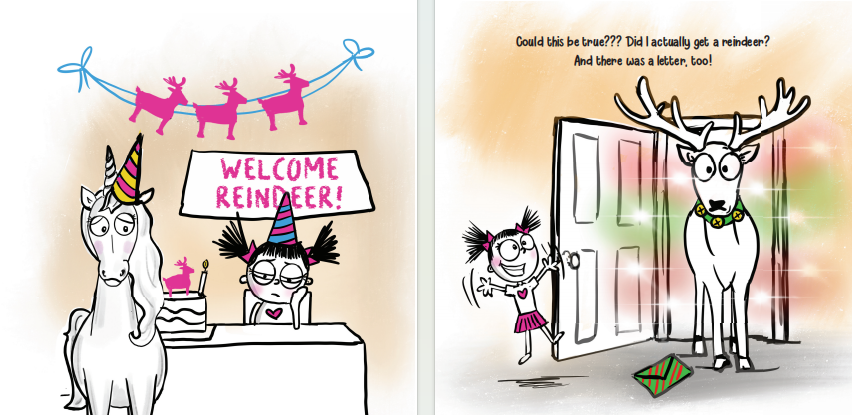 WELCOME
REINDEER!
Could this be true??? Did I actually get a reindeer?
And there was a letter, too!